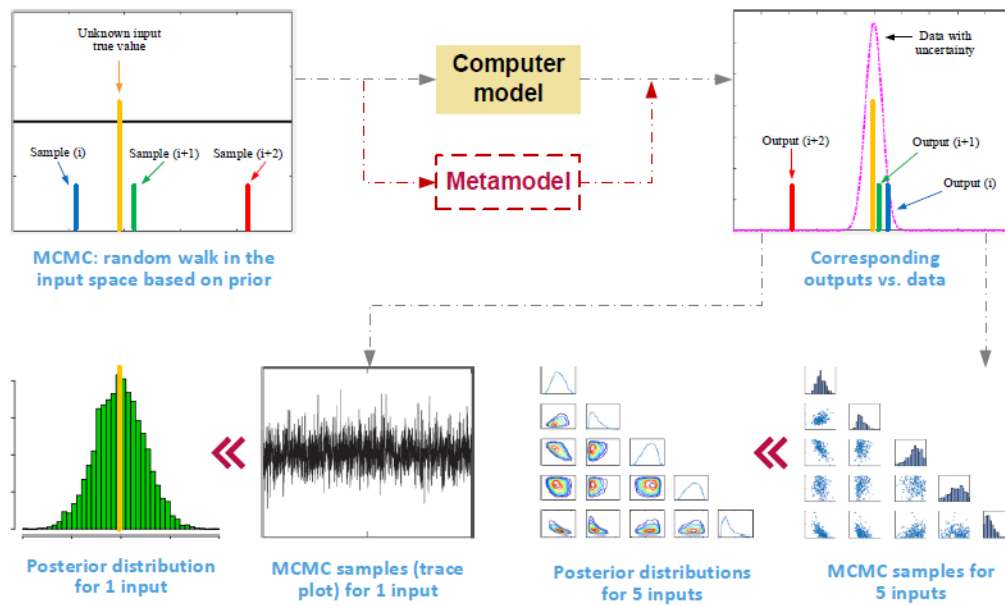 Unknown input
true value
Sample (i)
Sample (i+1)
Sample (i+2)
MCMC: random walk in the
input space based on prior
Computer
model
Metamodel
Data with
uncertainty
Output (i+2)
Output (i+1)
Output (i)
Corresponding
outputs vs. data
Posterior distribution
for 1 input
MCMC samples (trace
plot) for 1 input
Posterior distributions
for 5 inputs
MCMC samples for
5 inputs